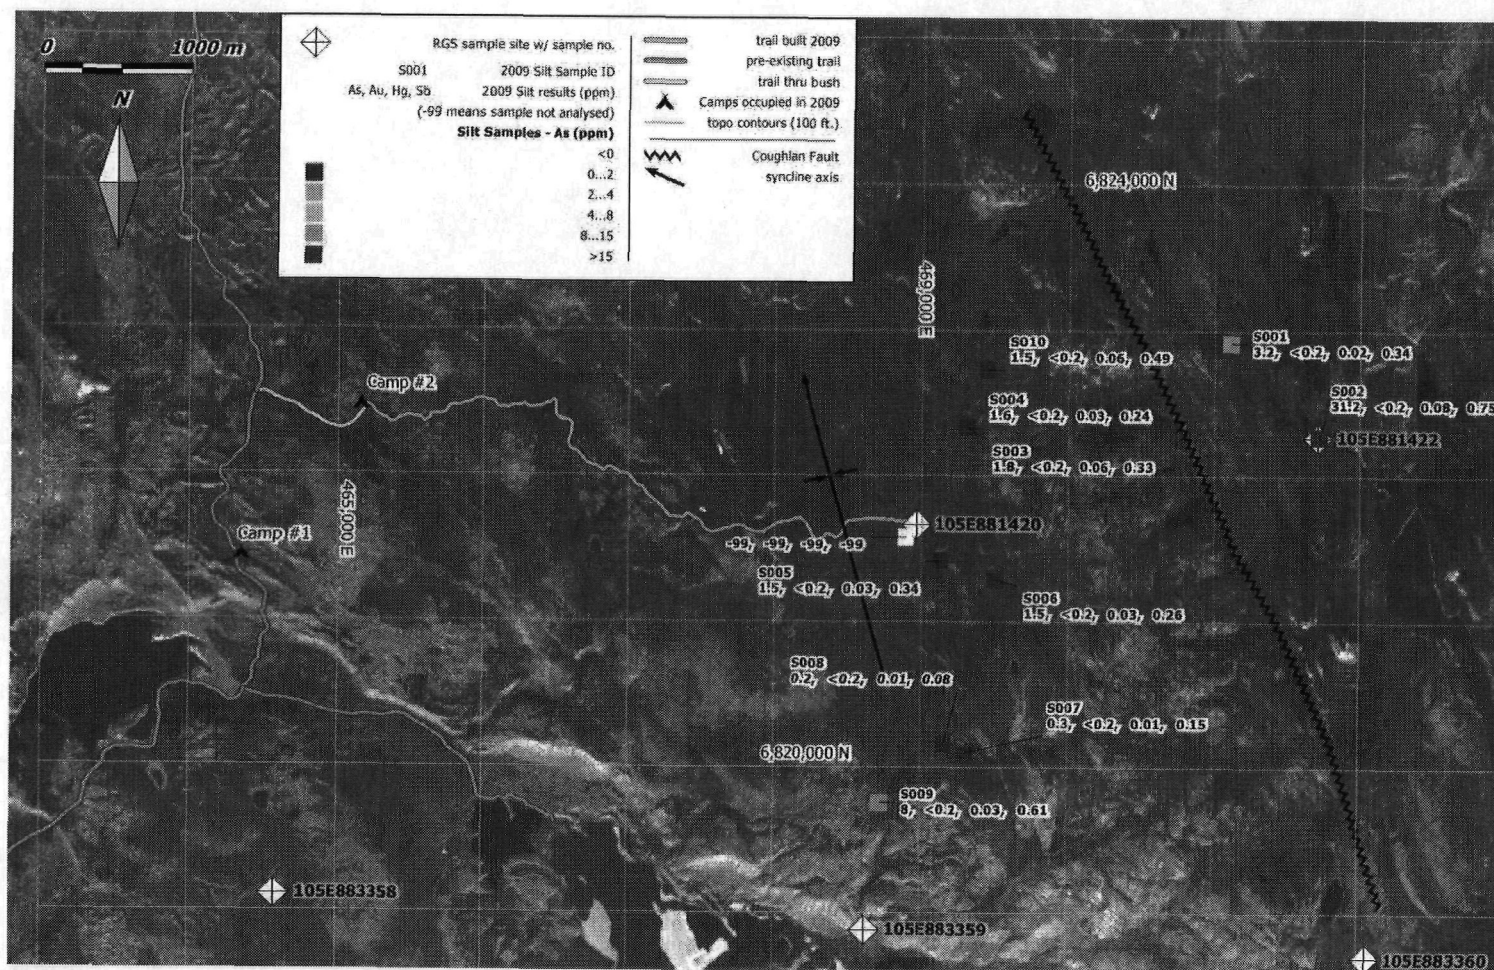 0 1000 m
N
RGS sample site w/ sample no.
S001 2009 Silt Sample ID
As, Au, Hg, Sb 2009 Silt results (ppm)
(-99 means sample not analysed)
Silt Samples - As (ppm)
<0
0...2
2...4
4...8
8...15
>15
trail built 2009
pre-existing trail
trail thru bush
Camps occupied in 2009
topo contours (100 ft.)
Coughlan Fault
syncline axis
6,824,000 N
469,000 E
S010
1.5, <0.2, 0.06, 0.49
S001
3.2, <0.2, 0.02, 0.34
Camp #2
S002
31.2, <0.2, 0.08, 0.75
S004
1.6, <0.2, 0.03, 0.24
105E881422
S003
1.8, <0.2, 0.06, 0.33
465,000 E
Camp #1
105E881420
-99, -99, -99, -99
S005
1.5, <0.2, 0.03, 0.34
S006
1.5, <0.2, 0.03, 0.26
S008
0.2, <0.2, 0.01, 0.08
S007
0.3, <0.2, 0.01, 0.15
6,820,000 N
S009
8, <0.2, 0.03, 0.61
105E883358
105E883359
105E883360